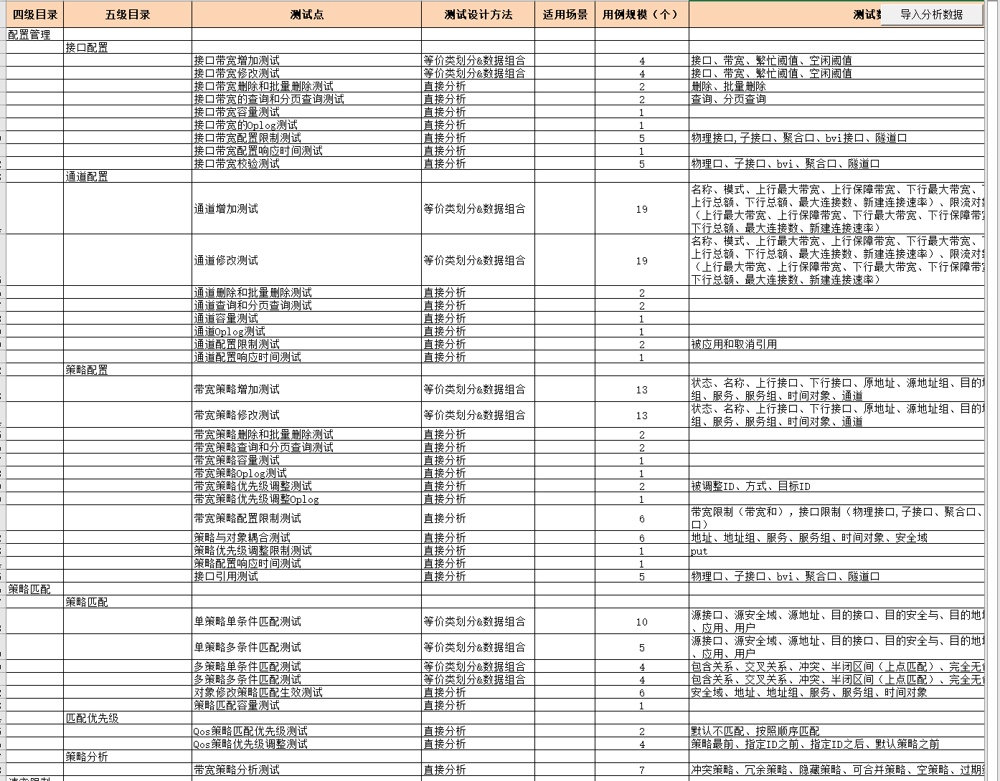 四级目录 五级目录 测试点 测试设计方法 适用场景 用例规模（个） 测试数 导入分析数据
配置管理
接口配置
接口带宽增加测试 等价类划分&数据组合 4 接口、带宽、繁忙阈值、空闲阈值
接口带宽修改测试 等价类划分&数据组合 4 接口、带宽、繁忙阈值、空闲阈值
接口带宽删除和批量删除测试 直接分析 2 删除、批量删除
接口带宽的查询和分页查询测试 直接分析 2 查询、分页查询
接口带宽容量测试 直接分析 1
接口带宽的Oplog测试 直接分析 1
接口带宽配置限制测试 直接分析 5 物理接口,子接口、聚合口、bvi接口、隧道口
接口带宽配置响应时间测试 直接分析 1
接口带宽校验测试 直接分析 5 物理口、子接口、bvi、聚合口、隧道口
通道配置
通道增加测试 等价类划分&数据组合 19 名称、模式、上行最大带宽、上行保障带宽、下行最大带宽、
上行总额、下行总额、最大连接数、新建连接速率）、限流对
（上行最大带宽、上行保障带宽、下行最大带宽、下行保障带
下行总额、最大连接数、新建连接速率）
通道修改测试 等价类划分&数据组合 19 名称、模式、上行最大带宽、上行保障带宽、下行最大带宽、
上行总额、下行总额、最大连接数、新建连接速率）、限流对
（上行最大带宽、上行保障带宽、下行最大带宽、下行保障带
下行总额、最大连接数、新建连接速率）
通道删除和批量删除测试 直接分析 2
通道查询和分页查询测试 直接分析 2
通道容量测试 直接分析 1
通道Oplog测试 直接分析 1
通道配置限制测试 直接分析 2 被应用和取消引用
通道配置响应时间测试 直接分析 1
策略配置
带宽策略增加测试 等价类划分&数据组合 13 状态、名称、上行接口、下行接口、原地址、源地址组、目的
组、服务、服务组、时间对象、通道
带宽策略修改测试 等价类划分&数据组合 13 状态、名称、上行接口、下行接口、原地址、源地址组、目的
组、服务、服务组、时间对象、通道
带宽策略删除和批量删除测试 直接分析 2
带宽策略查询和分页查询测试 直接分析 2
带宽策略容量测试 直接分析 1
带宽策略Oplog测试 直接分析 1
带宽策略优先级调整测试 直接分析 2 被调整ID、方式、目标ID
带宽策略优先级调整Oplog 直接分析 1
带宽策略配置限制测试 直接分析 6 带宽限制（带宽和），接口限制（物理接口,子接口、聚合口、
口）
策略与对象耦合测试 直接分析 6 地址、地址组、服务、服务组、时间对象、安全域
策略优先级调整限制测试 直接分析 1 put
策略配置响应时间测试 直接分析 1
接口引用测试 直接分析 5 物理口、子接口、bvi、聚合口、隧道口
策略匹配
策略匹配
单策略单条件匹配测试 等价类划分&数据组合 10 源接口、源安全域、源地址、目的接口、目的安全与、目的地
、应用、用户
单策略多条件匹配测试 等价类划分&数据组合 5 源接口、源安全域、源地址、目的接口、目的安全与、目的地
、应用、用户
多策略单条件匹配测试 等价类划分&数据组合 4 包含关系、交叉关系、冲突、半闭区间（上点匹配）、完全无
多策略多条件匹配测试 等价类划分&数据组合 4 包含关系、交叉关系、冲突、半闭区间（上点匹配）、完全无
对象修改策略匹配生效测试 直接分析 6 安全域、地址、地址组、服务、服务组、时间对象
策略匹配容量测试 直接分析 1
匹配优先级
Qos策略匹配优先级测试 直接分析 2 默认不匹配、按照顺序匹配
Qos策略优先级调整测试 直接分析 4 策略最前、指定ID之前、指定ID之后、默认策略之前
策略分析
带宽策略分析测试 直接分析 7 冲突策略、冗余策略、隐藏策略、可合并策略、空策略、过期